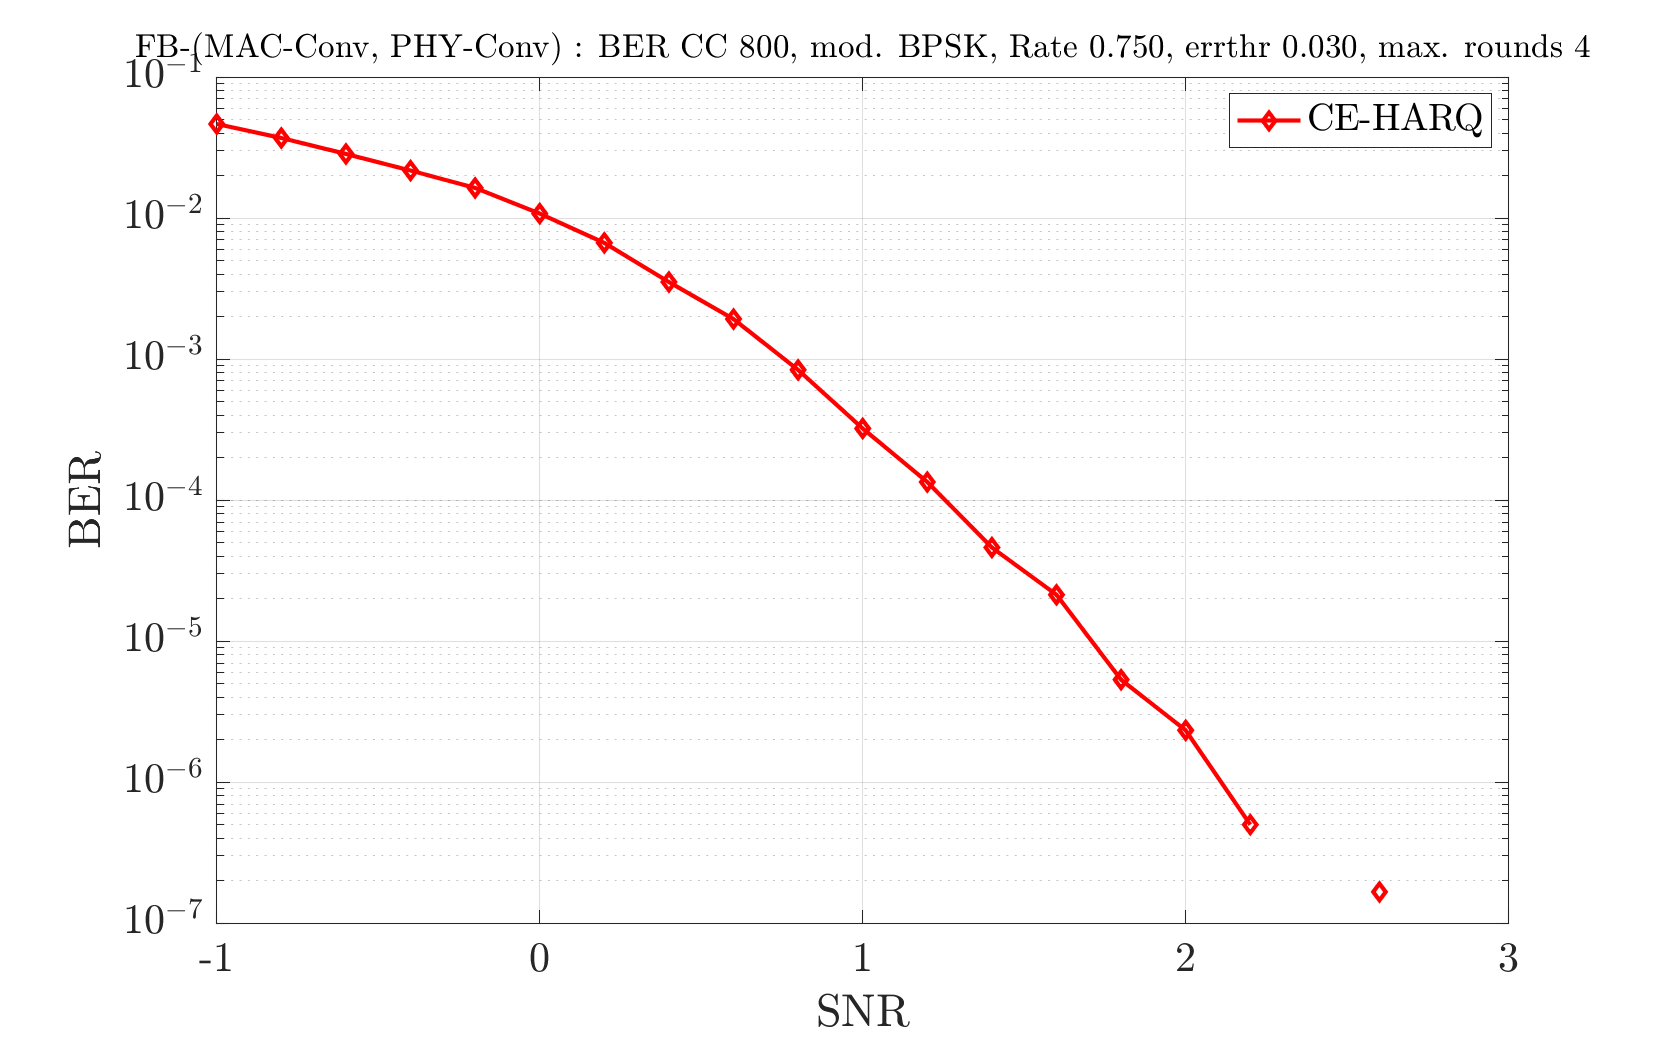 FB-(MAC-Conv, PHY-Conv) : BER CC 800, mod. BPSK, Rate 0.750, errthr 0.030, max. rounds 4
CE-HARQ
10^{-1}
10^{-2}
10^{-3}
10^{-4}
10^{-5}
10^{-6}
10^{-7}
BER
-1 0 1 2 3
SNR